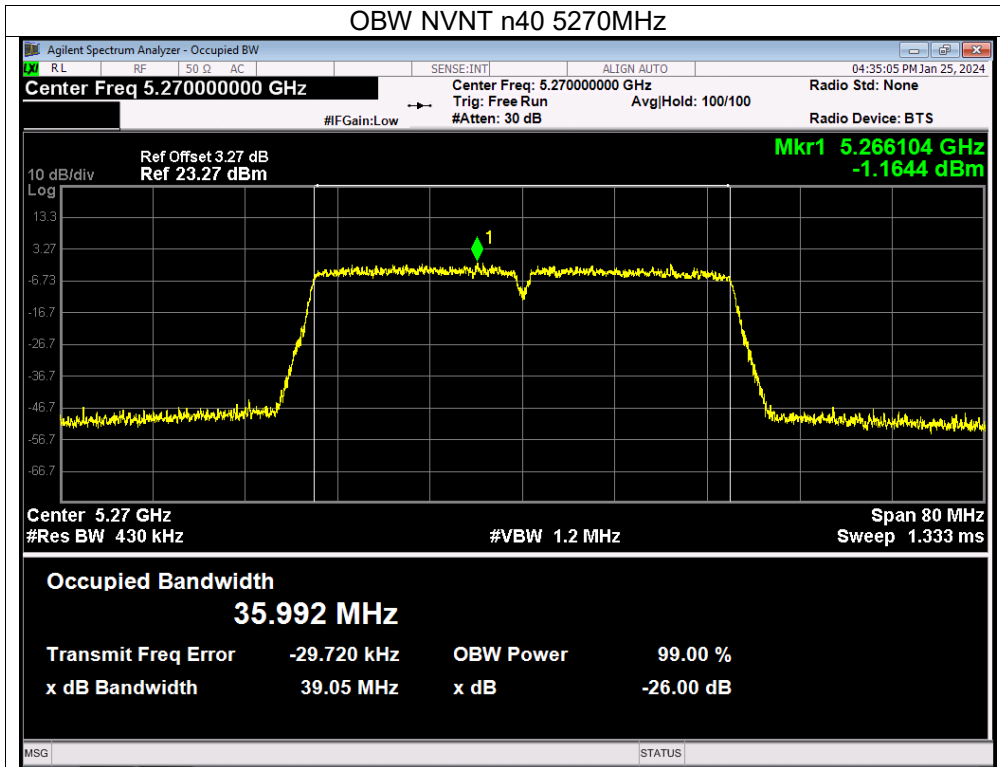 OBW NVNT n40 5270MHz
Agilent Spectrum Analyzer - Occupied BW
LXI RL RF 50 Ω AC SENSE:INT ALIGN AUTO 04:35:05 PM Jan 25, 2024
Center Freq 5.270000000 GHz Center Freq: 5.270000000 GHz Radio Std: None
Trig: Free Run Avg|Hold: 100/100
#IFGain:Low #Atten: 30 dB Radio Device: BTS
Mkr1 5.266104 GHz
-1.1644 dBm
Ref Offset 3.27 dB
10 dB/div Ref 23.27 dBm
Log
13.3
1
3.27
-6.73
-16.7
-26.7
-36.7
-46.7
-56.7
-66.7
Center 5.27 GHz Span 80 MHz
#Res BW 430 kHz #VBW 1.2 MHz Sweep 1.333 ms
Occupied Bandwidth
35.992 MHz
Transmit Freq Error -29.720 kHz OBW Power 99.00 %
x dB Bandwidth 39.05 MHz x dB -26.00 dB
MSG STATUS